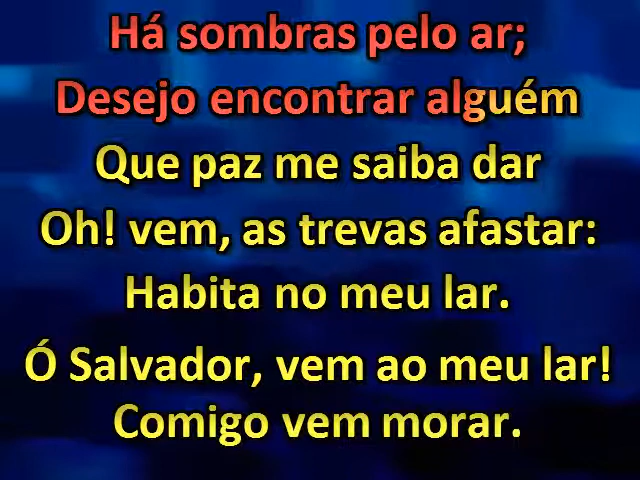 Há sombras pelo ar;
Desejo encontrar alguém
Que paz me saiba dar
Oh! vem, as trevas afastar:
Habita no meu lar.
Ó Salvador, vem ao meu lar!
Comigo vem morar.